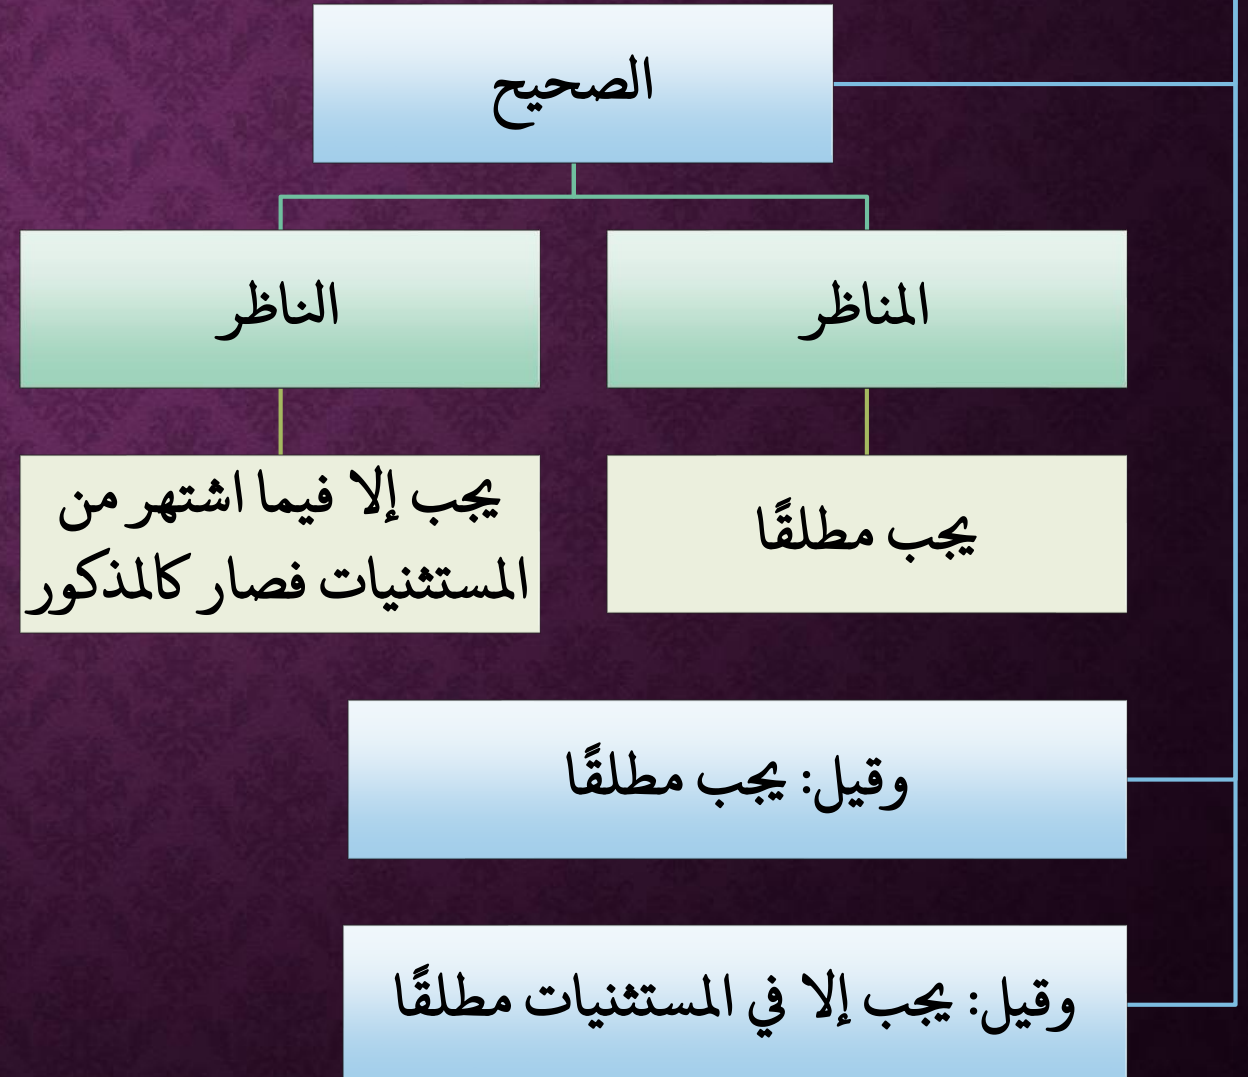 الصحيح
المناظر
الناظر
يجب مطلقًا
يجب إلا فيما اشتهر من
المستثنيات فصار كالمذكور
وقيل: يجب مطلقًا
وقيل: يجب إلا في المستثنيات مطلقًا